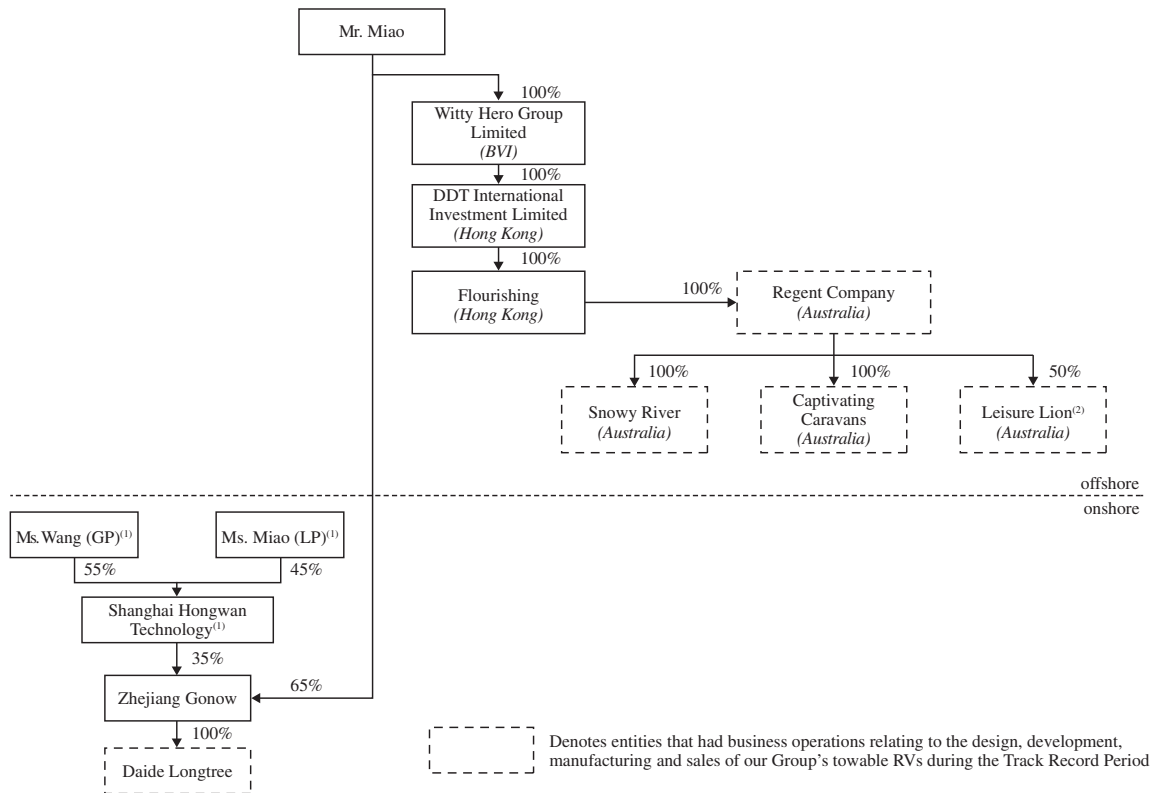 Mr. Miao
100%
Witty Hero Group
Limited
(BVI)
100%
DDT International
Investment Limited
(Hong Kong)
100%
Flourishing
(Hong Kong)
100%
Regent Company
(Australia)
100%
100%
50%
Snowy River
(Australia)
Captivating
Caravans
(Australia)
Leisure Lion(2)
(Australia)
offshore
onshore
Ms.Wang (GP)(1)
Ms. Miao (LP)(1)
55%
45%
Shanghai Hongwan
Technology(1)
35%
Zhejiang Gonow
65%
100%
Daide Longtree
Denotes entities that had business operations relating to the design, development,
manufacturing and sales of our Group's towable RVs during the Track Record Period